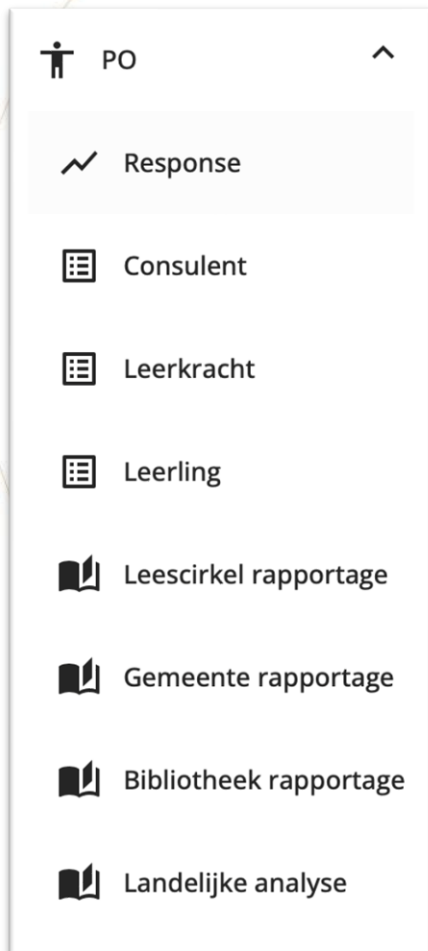 PO
Response
Consulent
Leerkracht
Leerling
Leescirkel rapportage
Gemeente rapportage
Bibliotheek rapportage
Landelijke analyse